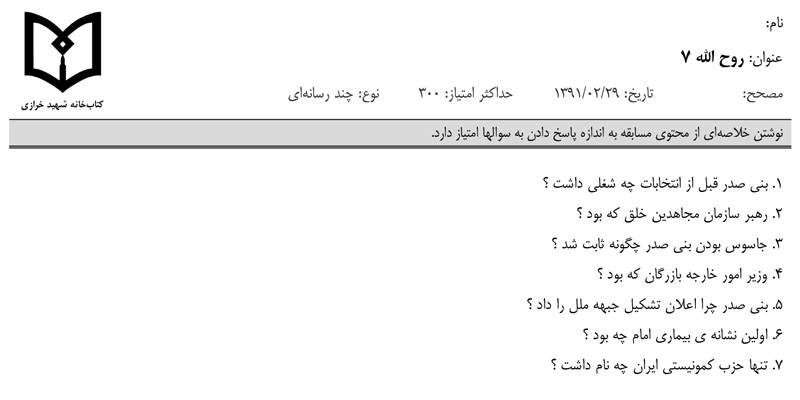 نام:
عنوان: روح الله ۷
مصحح: تاریخ: ۱۳۹۱/۰۲/۲۹ حداکثر امتیاز: ۳۰۰ نوع: چند رسانه‌ای
کتاب‌خانه شهید خرازی
نوشتن خلاصه‌ای از محتوی مسابقه به اندازه پاسخ دادن به سوالها امتیاز دارد.
۱. بنی صدر قبل از انتخابات چه شغلی داشت ؟
۲. رهبر سازمان مجاهدین خلق که بود ؟
۳. جاسوس بودن بنی صدر چگونه ثابت شد ؟
۴. وزیر امور خارجه بازرگان که بود ؟
۵. بنی صدر چرا اعلان تشکیل جبهه ملل را داد ؟
۶. اولین نشانه ی بیماری امام چه بود ؟
۷. تنها حزب کمونیستی ایران چه نام داشت ؟